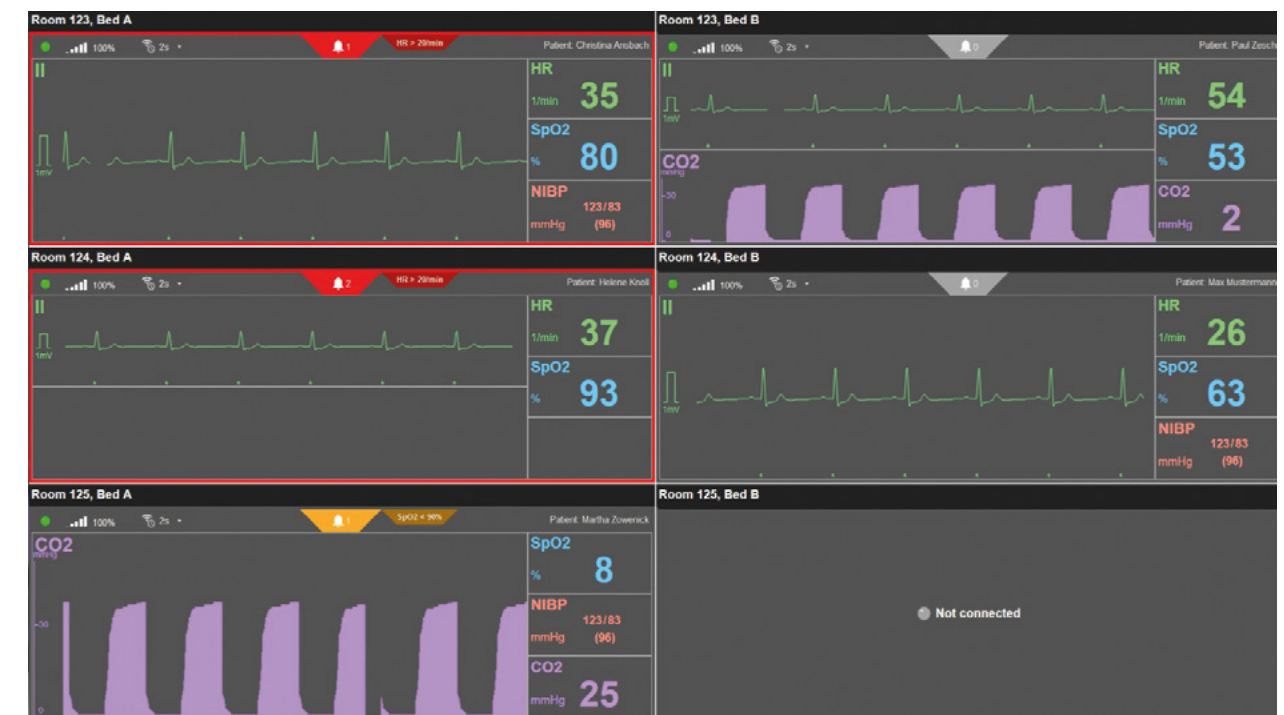 Room 123, Bed A
100% 2s 1 HR > 20/min Patient: Christina Ansbach
II
1mV
HR
1/min 35
SpO2
% 80
NIBP
123/83
mmHg (96)
Room 123, Bed B
100% 2s 0 Patient: Paul Zesch
II
1mV
CO2
mmHg
30
0
HR
1/min 54
SpO2
% 53
CO2
mmHg 2
Room 124, Bed A
100% 2s 2 HR > 20/min Patient: Helene Knoll
II
1mV
HR
1/min 37
SpO2
% 93
Room 124, Bed B
100% 2s 0 Patient: Max Mustermann
II
1mV
HR
1/min 26
SpO2
% 63
NIBP
123/83
mmHg (96)
Room 125, Bed A
100% 2s 1 SpO2 < 90% Patient: Martha Zowenick
CO2
mmHg
30
0
SpO2
% 8
NIBP
123/83
mmHg (96)
CO2
mmHg 25
Room 125, Bed B
Not connected